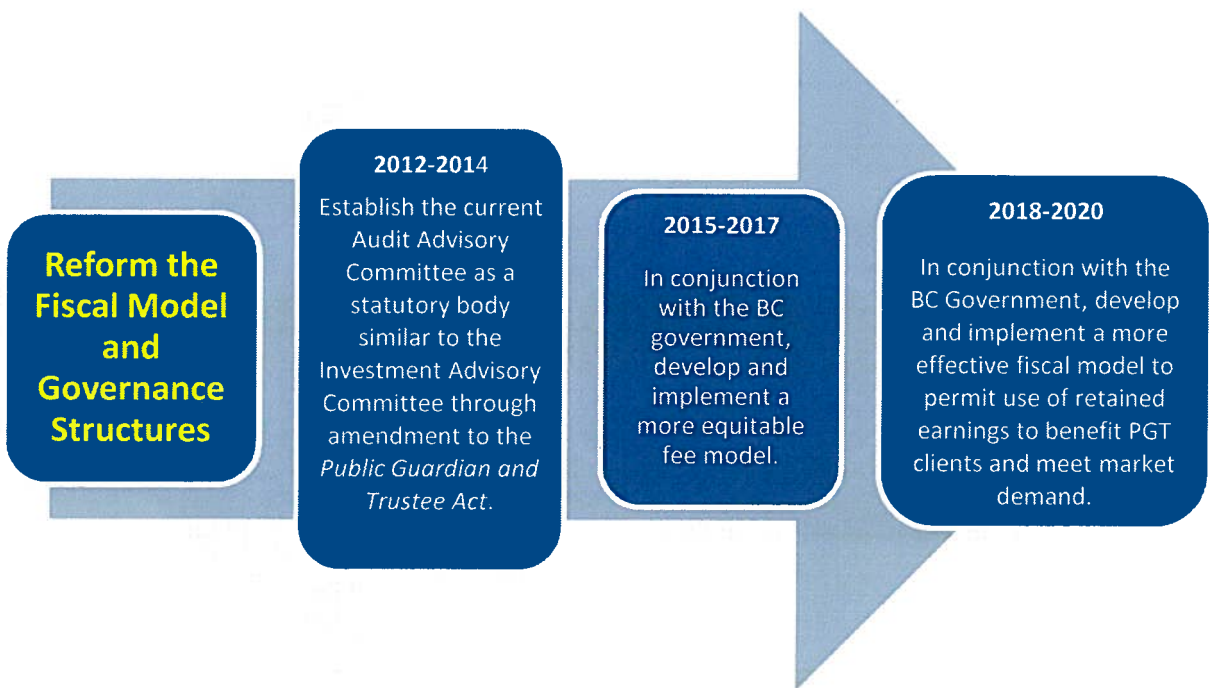 Reform the
Fiscal Model
and
Governance
Structures
2012-2014
Establish the current
Audit Advisory
Committee as a
statutory body
similar to the
Investment Advisory
Committee through
amendment to the
Public Guardian and
Trustee Act.
2015-2017
In conjunction
with the BC
government,
develop and
implement a
more equitable
fee model.
2018-2020
In conjunction with the
BC Government, develop
and implement a more
effective fiscal model to
permit use of retained
earnings to benefit PGT
clients and meet market
demand.